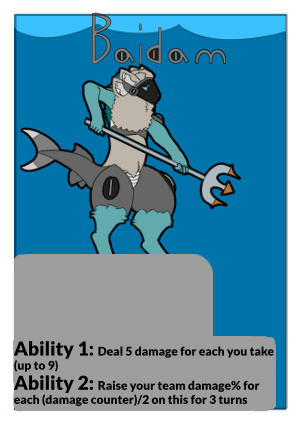 Baidam
Ability 1: Deal 5 damage for each you take
(up to 9)
Ability 2: Raise your team damage% for
each (damage counter)/2 on this for 3 turns